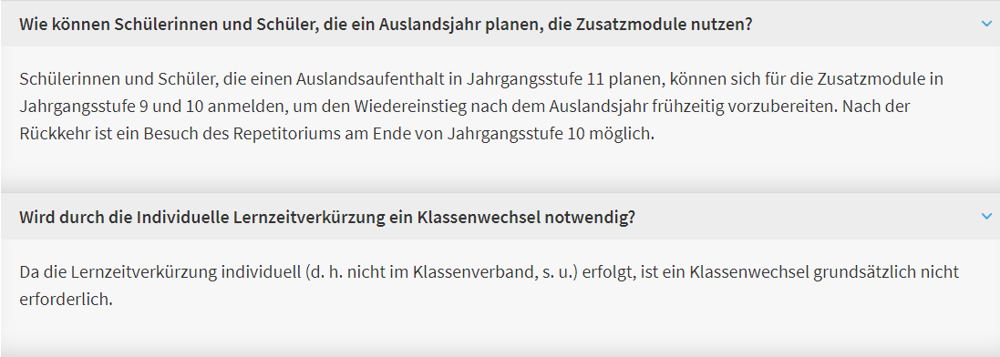 Wie können Schülerinnen und Schüler, die ein Auslandsjahr planen, die Zusatzmodule nutzen?
Schülerinnen und Schüler, die einen Auslandsaufenthalt in Jahrgangsstufe 11 planen, können sich für die Zusatzmodule in
Jahrgangsstufe 9 und 10 anmelden, um den Wiedereinstieg nach dem Auslandsjahr frühzeitig vorzubereiten. Nach der
Rückkehr ist ein Besuch des Repetitoriums am Ende von Jahrgangsstufe 10 möglich.
Wird durch die Individuelle Lernzeitverkürzung ein Klassenwechsel notwendig?
Da die Lernzeitverkürzung individuell (d. h. nicht im Klassenverband, s. u.) erfolgt, ist ein Klassenwechsel grundsätzlich nicht
erforderlich.